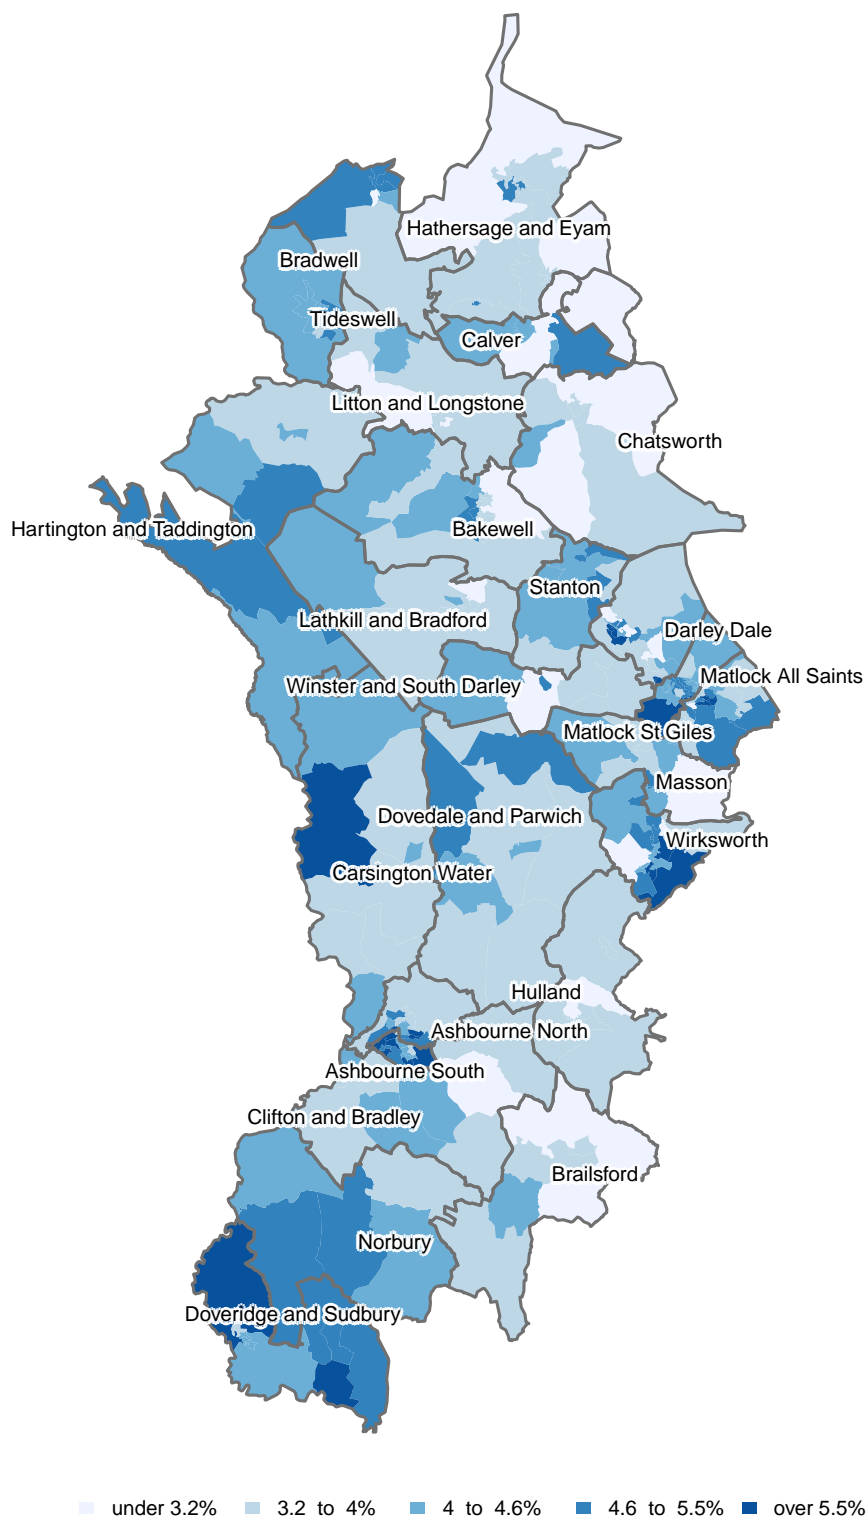 Hathersage and Eyam
Bradwell
Tideswell
Calver
Litton and Longstone
Chatsworth
Hartington and Taddington
Bakewell
Stanton
Lathkill and Bradford
Darley Dale
Matlock All Saints
Winster and South Darley
Matlock St Giles
Masson
Dovedale and Parwich
Wirksworth
Carsington Water
Hulland
Ashbourne North
Ashbourne South
Clifton and Bradley
Brailsford
Norbury
Doveridge and Sudbury
under 3.2% 3.2 to 4% 4 to 4.6% 4.6 to 5.5% over 5.5%